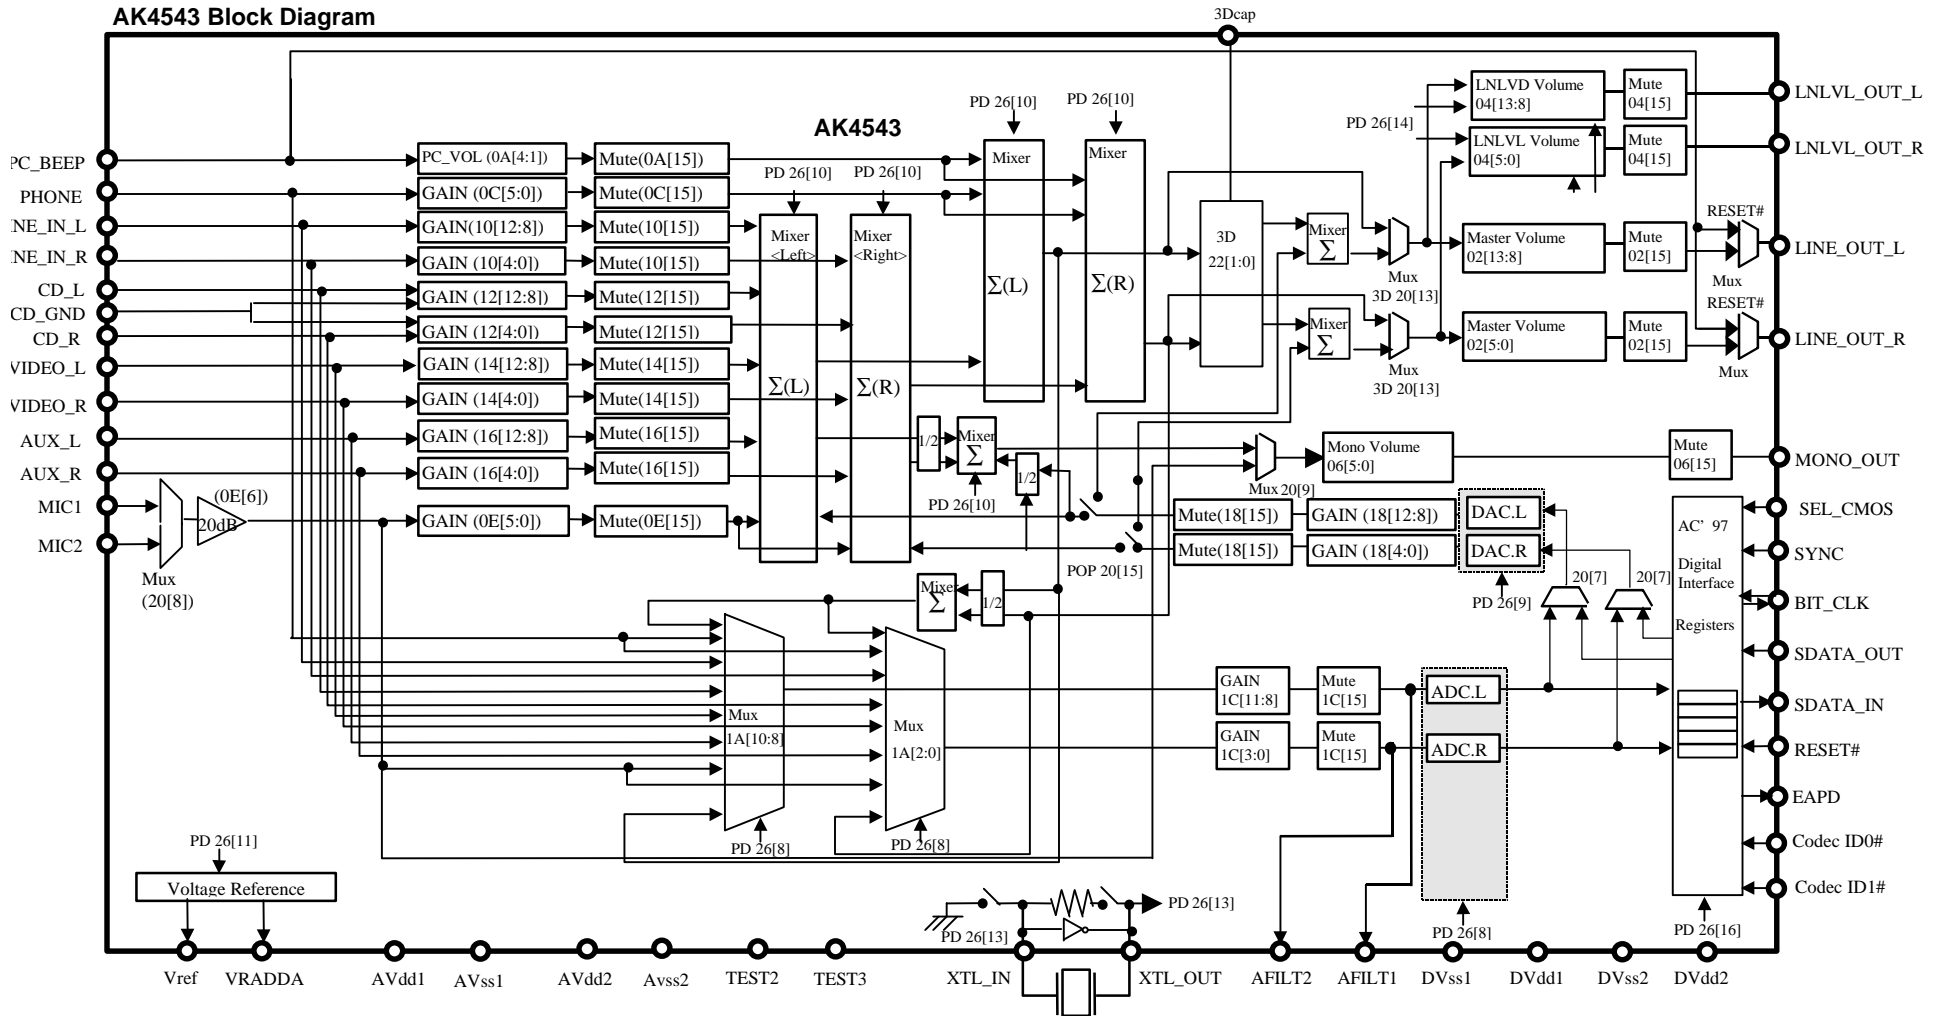 AK4543 Block Diagram
3Dcap
AK4543
PC_BEEP
PHONE
INE_IN_L
INE_IN_R
CD_L
CD_GND
CD_R
VIDEO_L
VIDEO_R
AUX_L
AUX_R
MIC1
MIC2
Mux
(20[8])
(0E[6])
20dB
PC_VOL (0A[4:1])
Mute(0A[15])
GAIN (0C[5:0])
Mute(0C[15])
GAIN(10[12:8])
Mute(10[15])
GAIN (10[4:0])
Mute(10[15])
GAIN (12[12:8])
Mute(12[15])
GAIN (12[4:0])
Mute(12[15])
GAIN (14[12:8])
Mute(14[15])
GAIN (14[4:0])
Mute(14[15])
GAIN (16[12:8])
Mute(16[15])
GAIN (16[4:0])
Mute(16[15])
GAIN (0E[5:0])
Mute(0E[15])
PD 26[10]
PD 26[10]
Mixer
<Left>
Σ(L)
Mixer
<Right>
Σ(R)
PD 26[10]
PD 26[10]
Mixer
Σ(L)
Mixer
Σ(R)
3D
22[1:0]
Mixer
Σ
Mixer
Σ
Mux
3D 20[13]
Mux
3D 20[13]
PD 26[14]
LNLVD Volume
04[13:8]
Mute
04[15]
LNLVL_OUT_L
LNLVL Volume
04[5:0]
Mute
04[15]
LNLVL_OUT_R
Master Volume
02[13:8]
Mute
02[15]
RESET#
Mux
LINE_OUT_L
Master Volume
02[5:0]
Mute
02[15]
RESET#
Mux
LINE_OUT_R
1/2
Mixer
Σ
1/2
PD 26[10]
Mux 20[9]
Mono Volume
06[5:0]
Mute
06[15]
MONO_OUT
Mute(18[15])
GAIN (18[12:8])
DAC.L
Mute(18[15])
GAIN (18[4:0])
DAC.R
POP 20[15]
PD 26[9]
20[7]
20[7]
AC' 97
Digital
Interface
Registers
SEL_CMOS
SYNC
BIT_CLK
SDATA_OUT
SDATA_IN
RESET#
EAPD
Codec ID0#
Codec ID1#
Mixer
Σ
1/2
Mux
1A[10:8]
PD 26[8]
Mux
1A[2:0]
PD 26[8]
GAIN
1C[11:8]
Mute
1C[15]
ADC.L
GAIN
1C[3:0]
Mute
1C[15]
ADC.R
PD 26[8]
PD 26[16]
PD 26[11]
Voltage Reference
PD 26[13]
PD 26[13]
Vref
VRADDA
AVdd1
AVss1
AVdd2
Avss2
TEST2
TEST3
XTL_IN
XTL_OUT
AFILT2
AFILT1
DVss1
DVdd1
DVss2
DVdd2